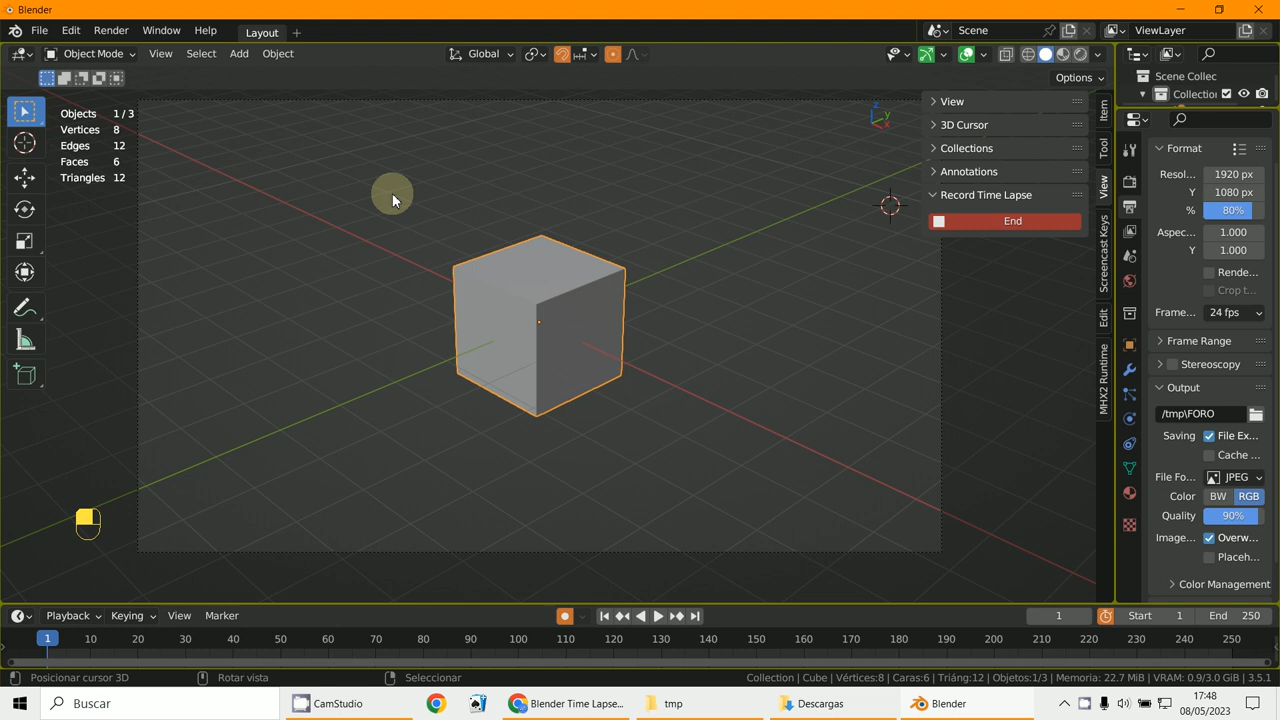 Blender
File Edit Render Window Help Layout + Scene ViewLayer
Object Mode View Select Add Object Global
Options
Objects 1 / 3
Vertices 8
Edges 12
Faces 6
Triangles 12
View
3D Cursor
Collections
Annotations
Record Time Lapse
End
Z
Y
X
Item
Tool
View
Screencast Keys
Edit
MHX2 Runtime
Scene Collec
Collection
Format
Resol... 1920 px
Y 1080 px
% 80%
Aspec... 1.000
Y 1.000
Rende...
Crop t...
Frame... 24 fps
Frame Range
Stereoscopy
Output
/tmp\FORO
Saving File Ex...
Cache ...
File Fo... JPEG
Color BW RGB
Quality 90%
Image... Overw...
Placeh...
Color Management
Playback Keying View Marker 1 Start 1 End 250
1 10 20 30 40 50 60 70 80 90 100 110 120 130 140 150 160 170 180 190 200 210 220 230 240 250
Posicionar cursor 3D Rotar vista Seleccionar Collection | Cube | Vértices:8 | Caras:6 | Triáng:12 | Objetos:1/3 | Memoria: 22.7 MiB | VRAM: 0.9/3.0 GiB | 3.5.1
Buscar CamStudio Blender Time Lapse... tmp Descargas Blender 17:48
08/05/2023